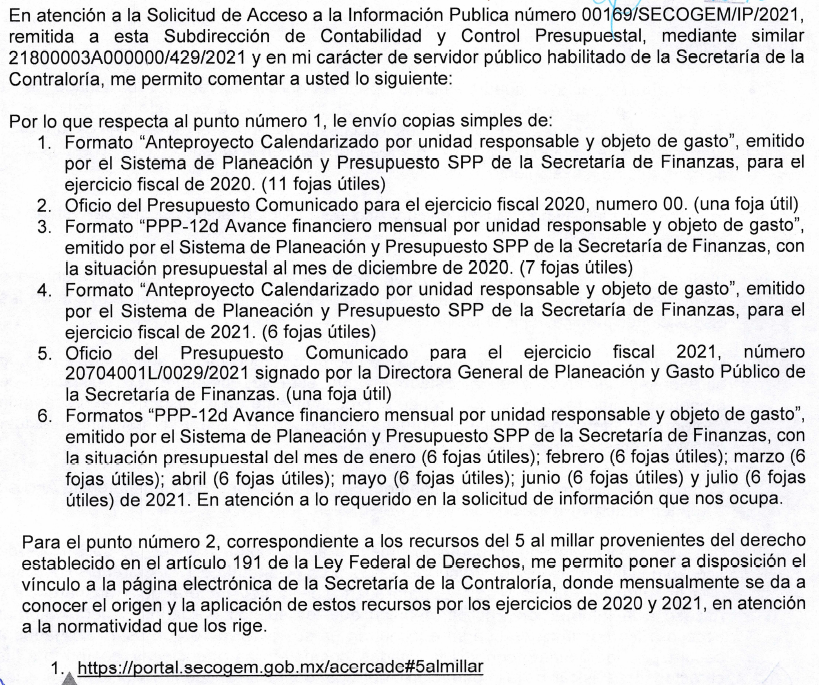 En atención a la Solicitud de Acceso a la Información Publica número 00169/SECOGEM/IP/2021,
remitida a esta Subdirección de Contabilidad y Control Presupuestal, mediante similar
21800003A000000/429/2021 y en mi carácter de servidor público habilitado de la Secretaría de la
Contraloría, me permito comentar a usted lo siguiente:
Por lo que respecta al punto número 1, le envío copias simples de:
1. Formato “Anteproyecto Calendarizado por unidad responsable y objeto de gasto”, emitido
por el Sistema de Planeación y Presupuesto SPP de la Secretaría de Finanzas, para el
ejercicio fiscal de 2020. (11 fojas útiles)
2. Oficio del Presupuesto Comunicado para el ejercicio fiscal 2020, numero 00. (una foja útil)
3. Formato “PPP-12d Avance financiero mensual por unidad responsable y objeto de gasto”,
emitido por el Sistema de Planeación y Presupuesto SPP de la Secretaría de Finanzas, con
la situación presupuestal al mes de diciembre de 2020. (7 fojas útiles)
4. Formato “Anteproyecto Calendarizado por unidad responsable y objeto de gasto”, emitido
por el Sistema de Planeación y Presupuesto SPP de la Secretaría de Finanzas, para el
ejercicio fiscal de 2021. (6 fojas útiles)
5. Oficio del Presupuesto Comunicado para el ejercicio fiscal 2021, número
20704001L/0029/2021 signado por la Directora General de Planeación y Gasto Público de
la Secretaría de Finanzas. (una foja útil)
6. Formatos “PPP-12d Avance financiero mensual por unidad responsable y objeto de gasto”,
emitido por el Sistema de Planeación y Presupuesto SPP de la Secretaría de Finanzas, con
la situación presupuestal del mes de enero (6 fojas útiles); febrero (6 fojas útiles); marzo (6
fojas útiles); abril (6 fojas útiles); mayo (6 fojas útiles); junio (6 fojas útiles) y julio (6 fojas
útiles) de 2021. En atención a lo requerido en la solicitud de información que nos ocupa.
Para el punto número 2, correspondiente a los recursos del 5 al millar provenientes del derecho
establecido en el artículo 191 de la Ley Federal de Derechos, me permito poner a disposición el
vínculo a la página electrónica de la Secretaría de la Contraloría, donde mensualmente se da a
conocer el origen y la aplicación de estos recursos por los ejercicios de 2020 y 2021, en atención
a la normatividad que los rige.
1. https://portal.secogem.gob.mx/acercade#5almillar